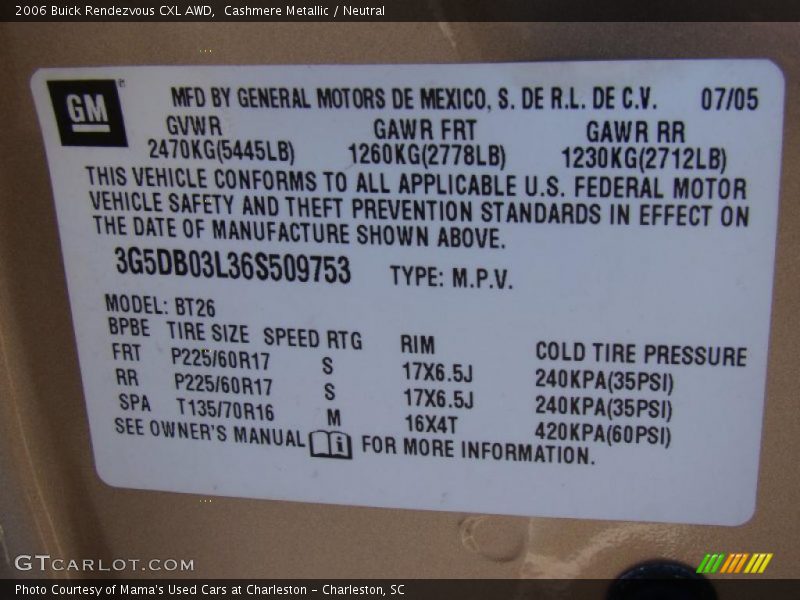 2006 Buick Rendezvous CXL AWD,  Cashmere Metallic / Neutral
GM
MFD BY GENERAL MOTORS DE MEXICO, S. DE R.L. DE C.V. 07/05
GVWR GAWR FRT GAWR RR
2470KG(5445LB) 1260KG(2778LB) 1230KG(2712LB)
THIS VEHICLE CONFORMS TO ALL APPLICABLE U.S. FEDERAL MOTOR
VEHICLE SAFETY AND THEFT PREVENTION STANDARDS IN EFFECT ON
THE DATE OF MANUFACTURE SHOWN ABOVE.
3G5DB03L36S509753 TYPE: M.P.V.
MODEL: BT26
BPBE TIRE SIZE SPEED RTG RIM COLD TIRE PRESSURE
FRT P225/60R17 S 17X6.5J 240KPA(35PSI)
RR P225/60R17 S 17X6.5J 240KPA(35PSI)
SPA T135/70R16 M 16X4T 420KPA(60PSI)
SEE OWNER'S MANUAL i FOR MORE INFORMATION.
GTCARLOT.COM
Photo Courtesy of Mama's Used Cars at Charleston - Charleston, SC